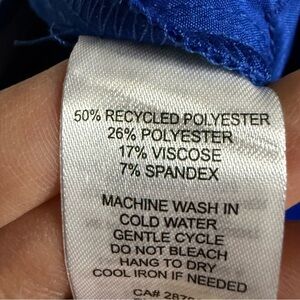 50% RECYCLED POLYESTER
26% POLYESTER
17% VISCOSE
7% SPANDEX
MACHINE WASH IN
COLD WATER
GENTLE CYCLE
DO NOT BLEACH
HANG TO DRY
COOL IRON IF NEEDED
CA#